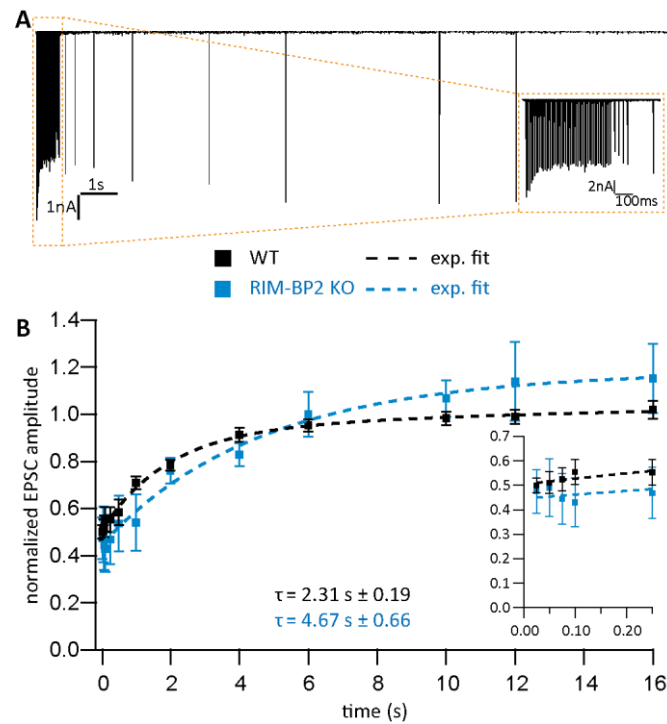 A
1s
1nA
2nA
100ms
WT exp. fit
RIM-BP2 KO exp. fit
B
normalized EPSC amplitude
1.4
1.2
1.0
0.8
0.6
0.4
0.2
0.0
0.7
0.6
0.5
0.4
0.3
0.2
0.1
0.0
0.00 0.10 0.20
τ = 2.31 s ± 0.19
τ = 4.67 s ± 0.66
0 2 4 6 8 10 12 14 16
time (s)